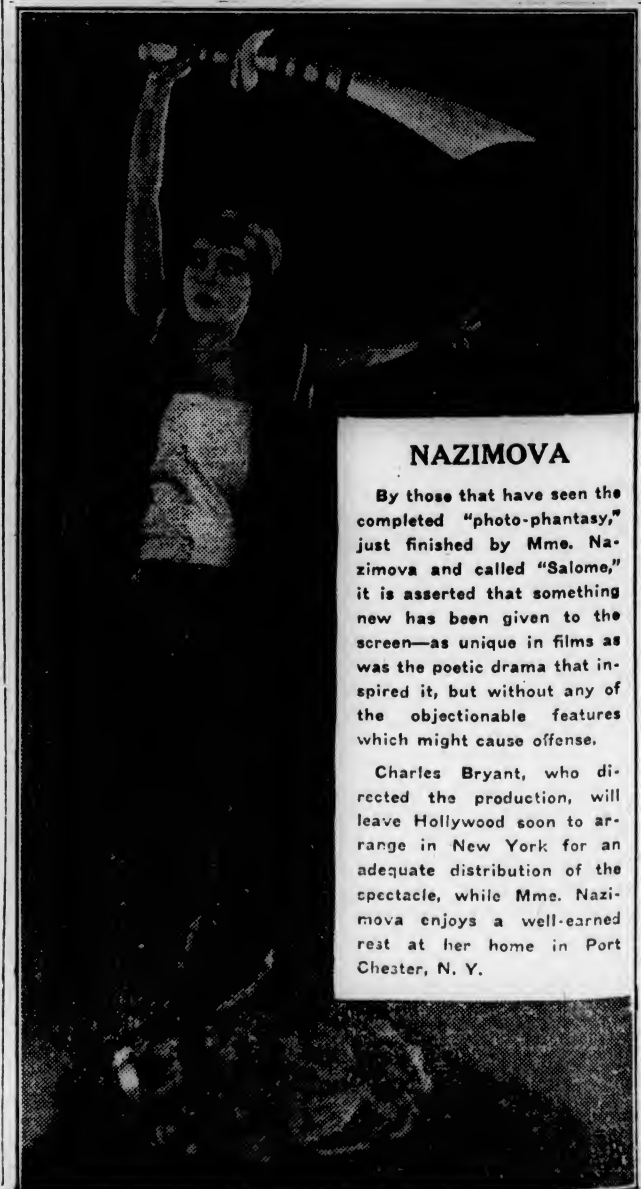 NAZIMOVA
By those that have seen the
completed "photo-phantasy,"
just finished by Mme. Na-
zimova and called "Salome,"
it is asserted that something
new has been given to the
screen—as unique in films as
was the poetic drama that in-
spired it, but without any of
the objectionable features
which might cause offense.
Charles Bryant, who di-
rected the production, will
leave Hollywood soon to ar-
range in New York for an
adequate distribution of the
spectacle, while Mme. Nazi-
mova enjoys a well-earned
rest at her home in Port
Chester, N. Y.